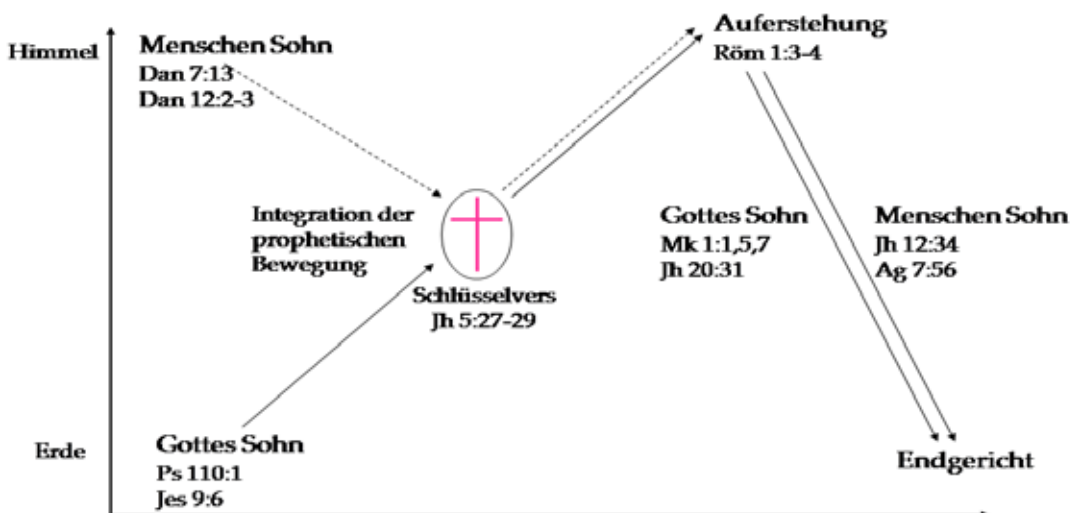 Himmel
Menschen Sohn
Dan 7:13
Dan 12:2-3
Auferstehung
Röm 1:3-4
Integration der
prophetischen
Bewegung
Schlüsselvers
Jh 5:27-29
Gottes Sohn
Mk 1:1,5,7
Jh 20:31
Menschen Sohn
Jh 12:34
Ag 7:56
Erde
Gottes Sohn
Ps 110:1
Jes 9:6
Endgericht